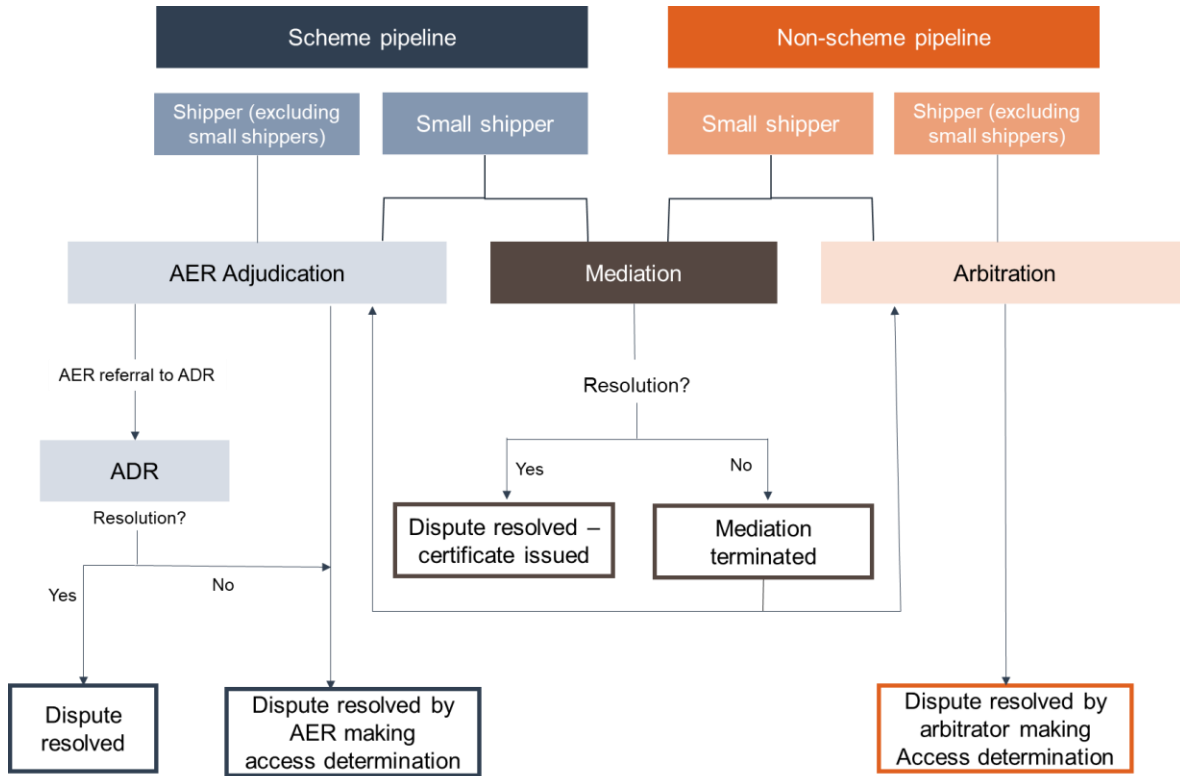 Scheme pipeline
Non-scheme pipeline
Shipper (excluding
small shippers)
Small shipper
Small shipper
Shipper (excluding
small shippers)
AER Adjudication
Mediation
Arbitration
AER referral to ADR
Resolution?
ADR
Yes
No
Resolution?
Dispute resolved –
certificate issued
Mediation
terminated
Yes
No
Dispute
resolved
Dispute resolved by
AER making
access determination
Dispute resolved by
arbitrator making
Access determination